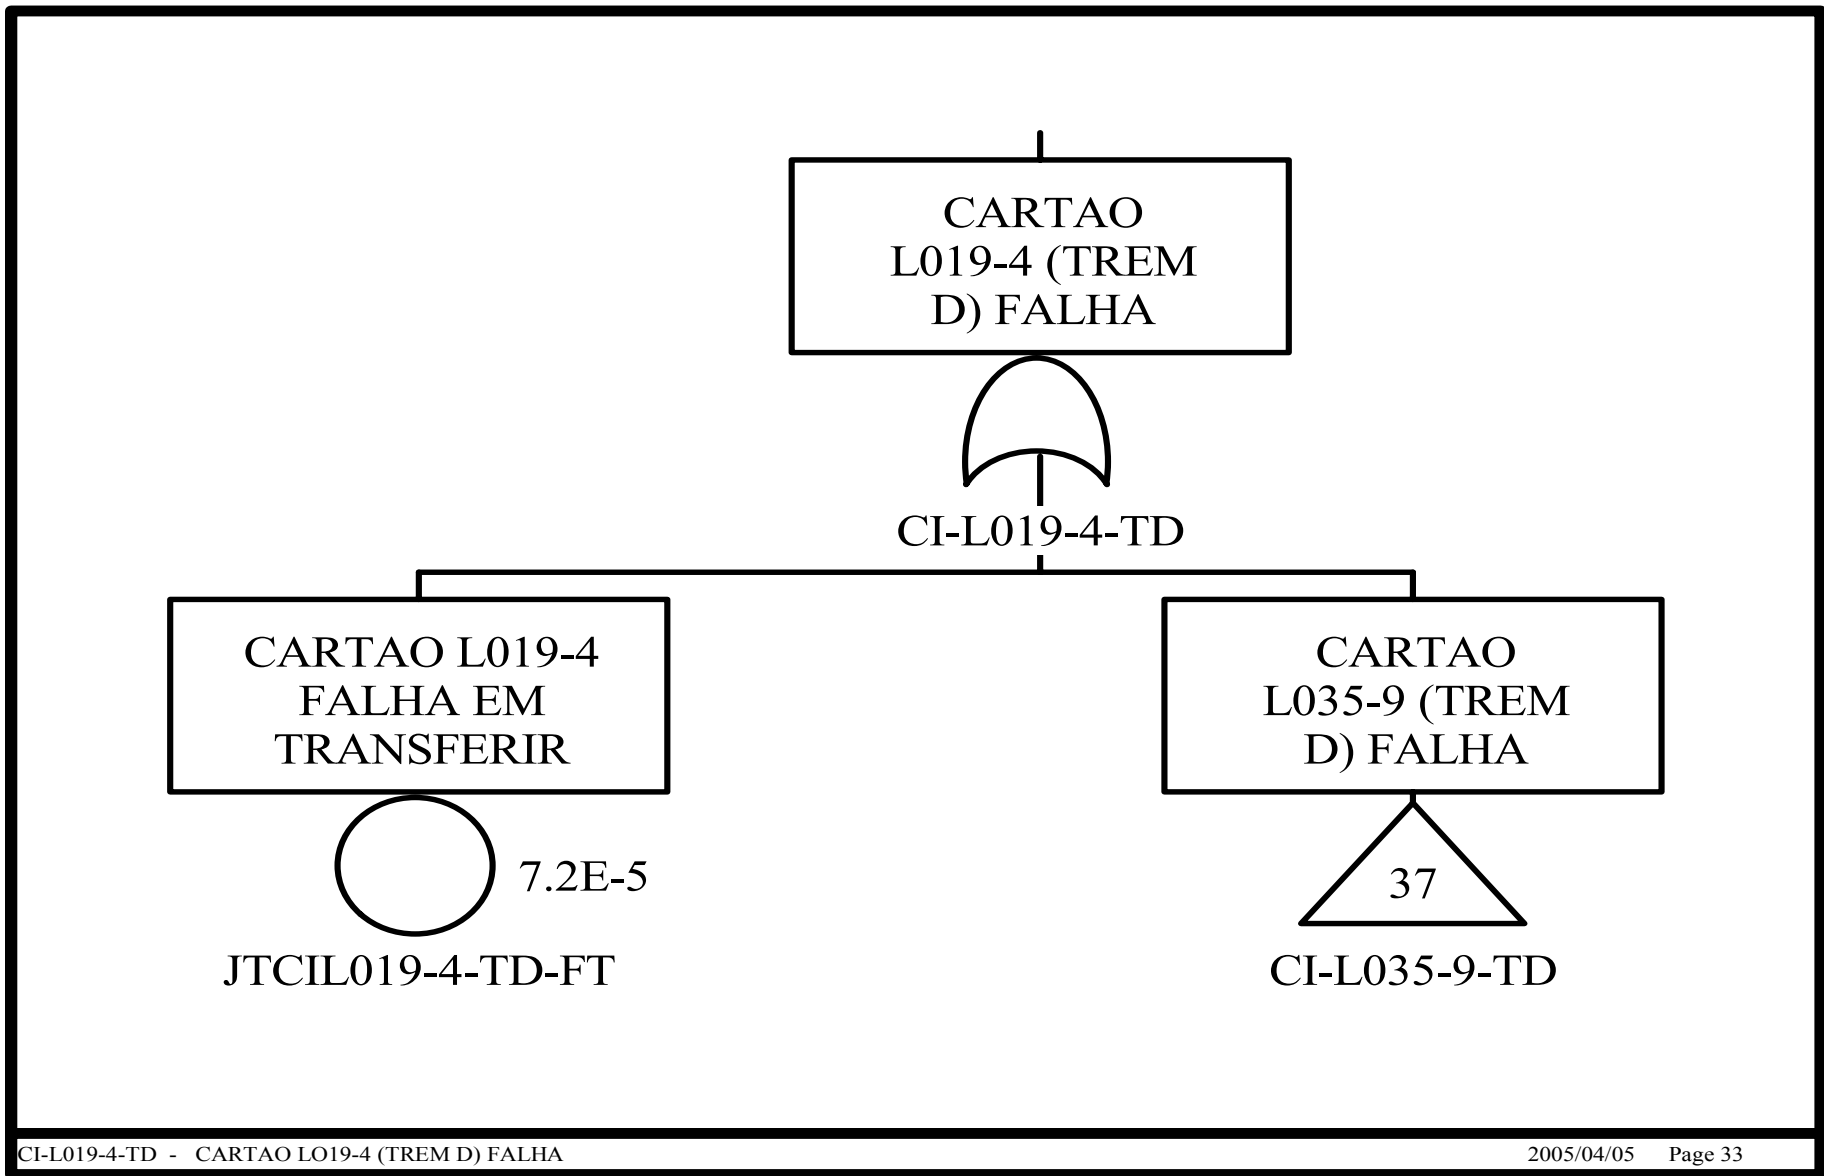 CARTAO
L019-4 (TREM
D) FALHA
CI-L019-4-TD
CARTAO L019-4
FALHA EM
TRANSFERIR
7.2E-5
JTCIL019-4-TD-FT
CARTAO
L035-9 (TREM
D) FALHA
37
CI-L035-9-TD
CI-L019-4-TD - CARTAO LO19-4 (TREM D) FALHA
2005/04/05 Page 33